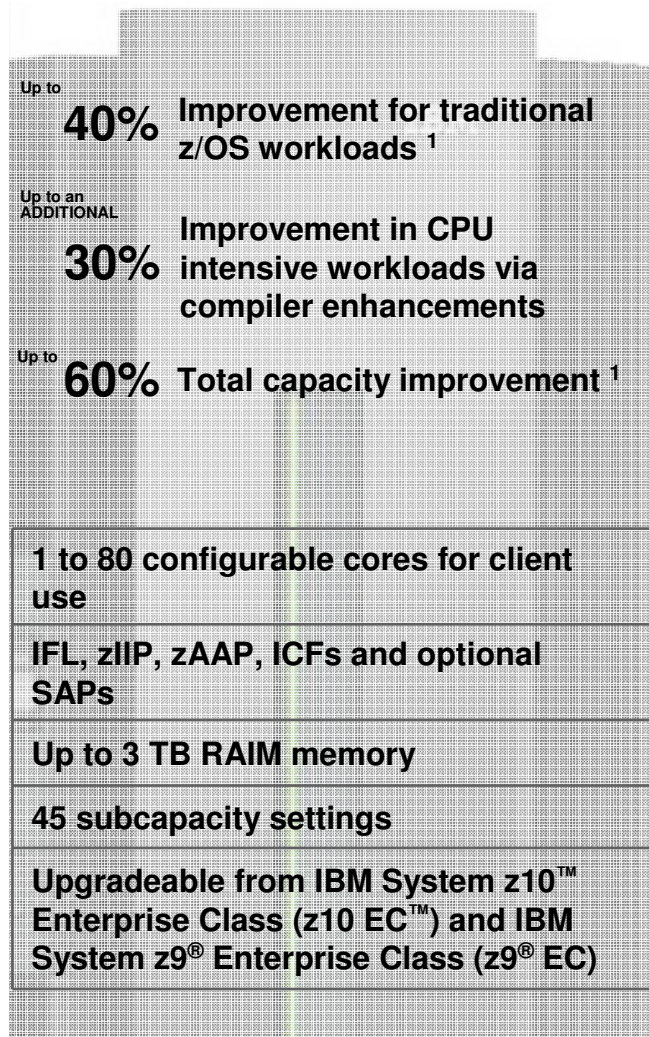 Up to
40% Improvement for traditional
z/OS workloads ¹
Up to an
ADDITIONAL
30% Improvement in CPU
intensive workloads via
compiler enhancements
Up to
60% Total capacity improvement ¹
1 to 80 configurable cores for client
use
IFL, zIIP, zAAP, ICFs and optional
SAPs
Up to 3 TB RAIM memory
45 subcapacity settings
Upgradeable from IBM System z10™
Enterprise Class (z10 EC™) and IBM
System z9® Enterprise Class (z9® EC)